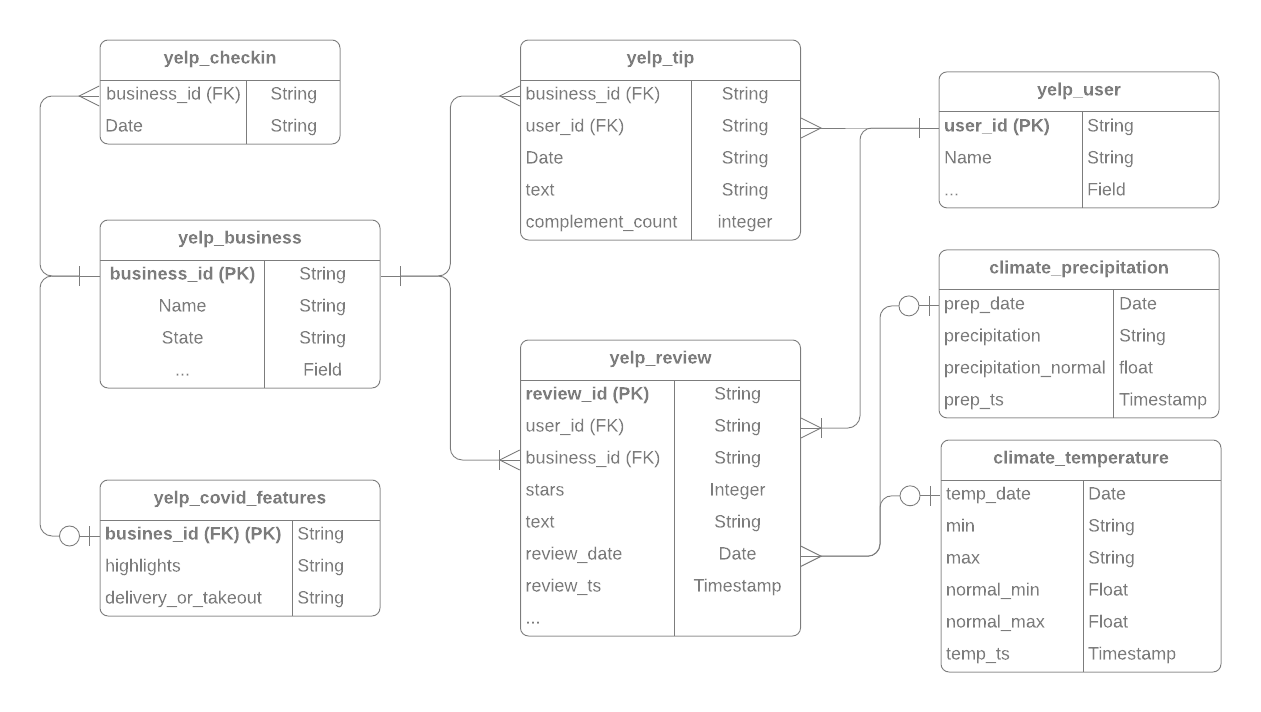 yelp_checkin
business_id (FK) String
Date String
yelp_business
business_id (PK) String
Name String
State String
... Field
yelp_covid_features
busines_id (FK) (PK) String
highlights String
delivery_or_takeout String
yelp_tip
business_id (FK) String
user_id (FK) String
Date String
text String
complement_count integer
yelp_review
review_id (PK) String
user_id (FK) String
business_id (FK) String
stars Integer
text String
review_date Date
review_ts Timestamp
...
yelp_user
user_id (PK) String
Name String
... Field
climate_precipitation
prep_date Date
precipitation String
precipitation_normal float
prep_ts Timestamp
climate_temperature
temp_date Date
min String
max String
normal_min Float
normal_max Float
temp_ts Timestamp